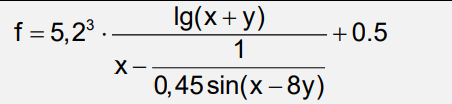 f = 5,2³ · lg(x + y) / (x − 1 / (0,45 sin(x − 8y))) + 0.5